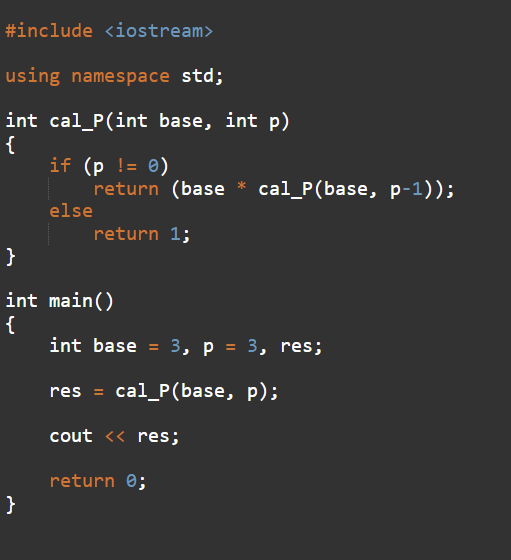 #include <iostream>
using namespace std;
int cal_P(int base, int p)
{
    if (p != 0)
        return (base * cal_P(base, p-1));
    else
        return 1;
}
int main()
{
    int base = 3, p = 3, res;
    res = cal_P(base, p);
    cout << res;
    return 0;
}